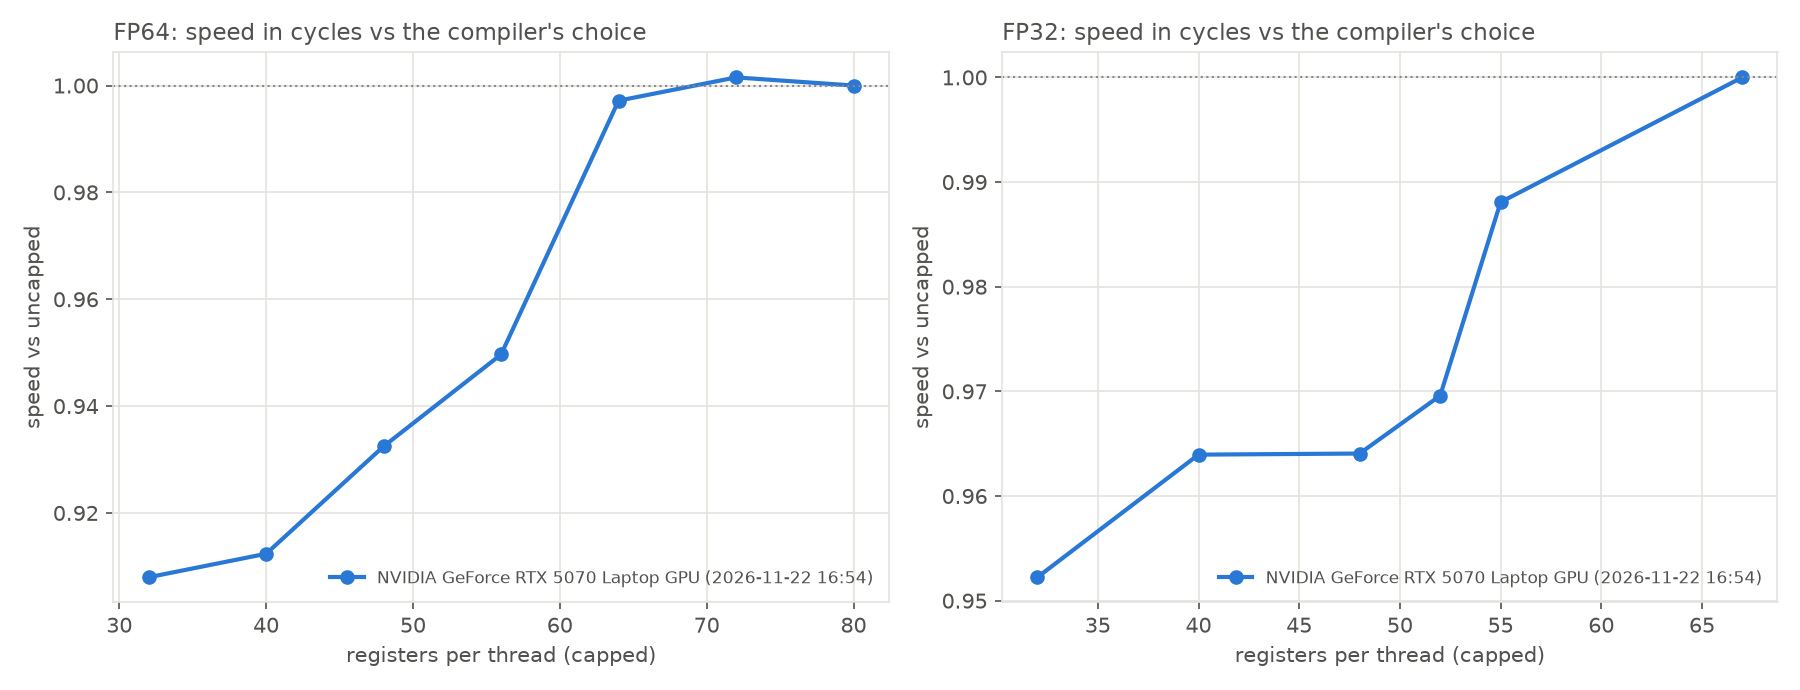 FP64: speed in cycles vs the compiler's choice
speed vs uncapped
1.00
0.98
0.96
0.94
0.92
30 40 50 60 70 80
registers per thread (capped)
NVIDIA GeForce RTX 5070 Laptop GPU (2026-11-22 16:54)
FP32: speed in cycles vs the compiler's choice
speed vs uncapped
1.00
0.99
0.98
0.97
0.96
0.95
35 40 45 50 55 60 65
registers per thread (capped)
NVIDIA GeForce RTX 5070 Laptop GPU (2026-11-22 16:54)